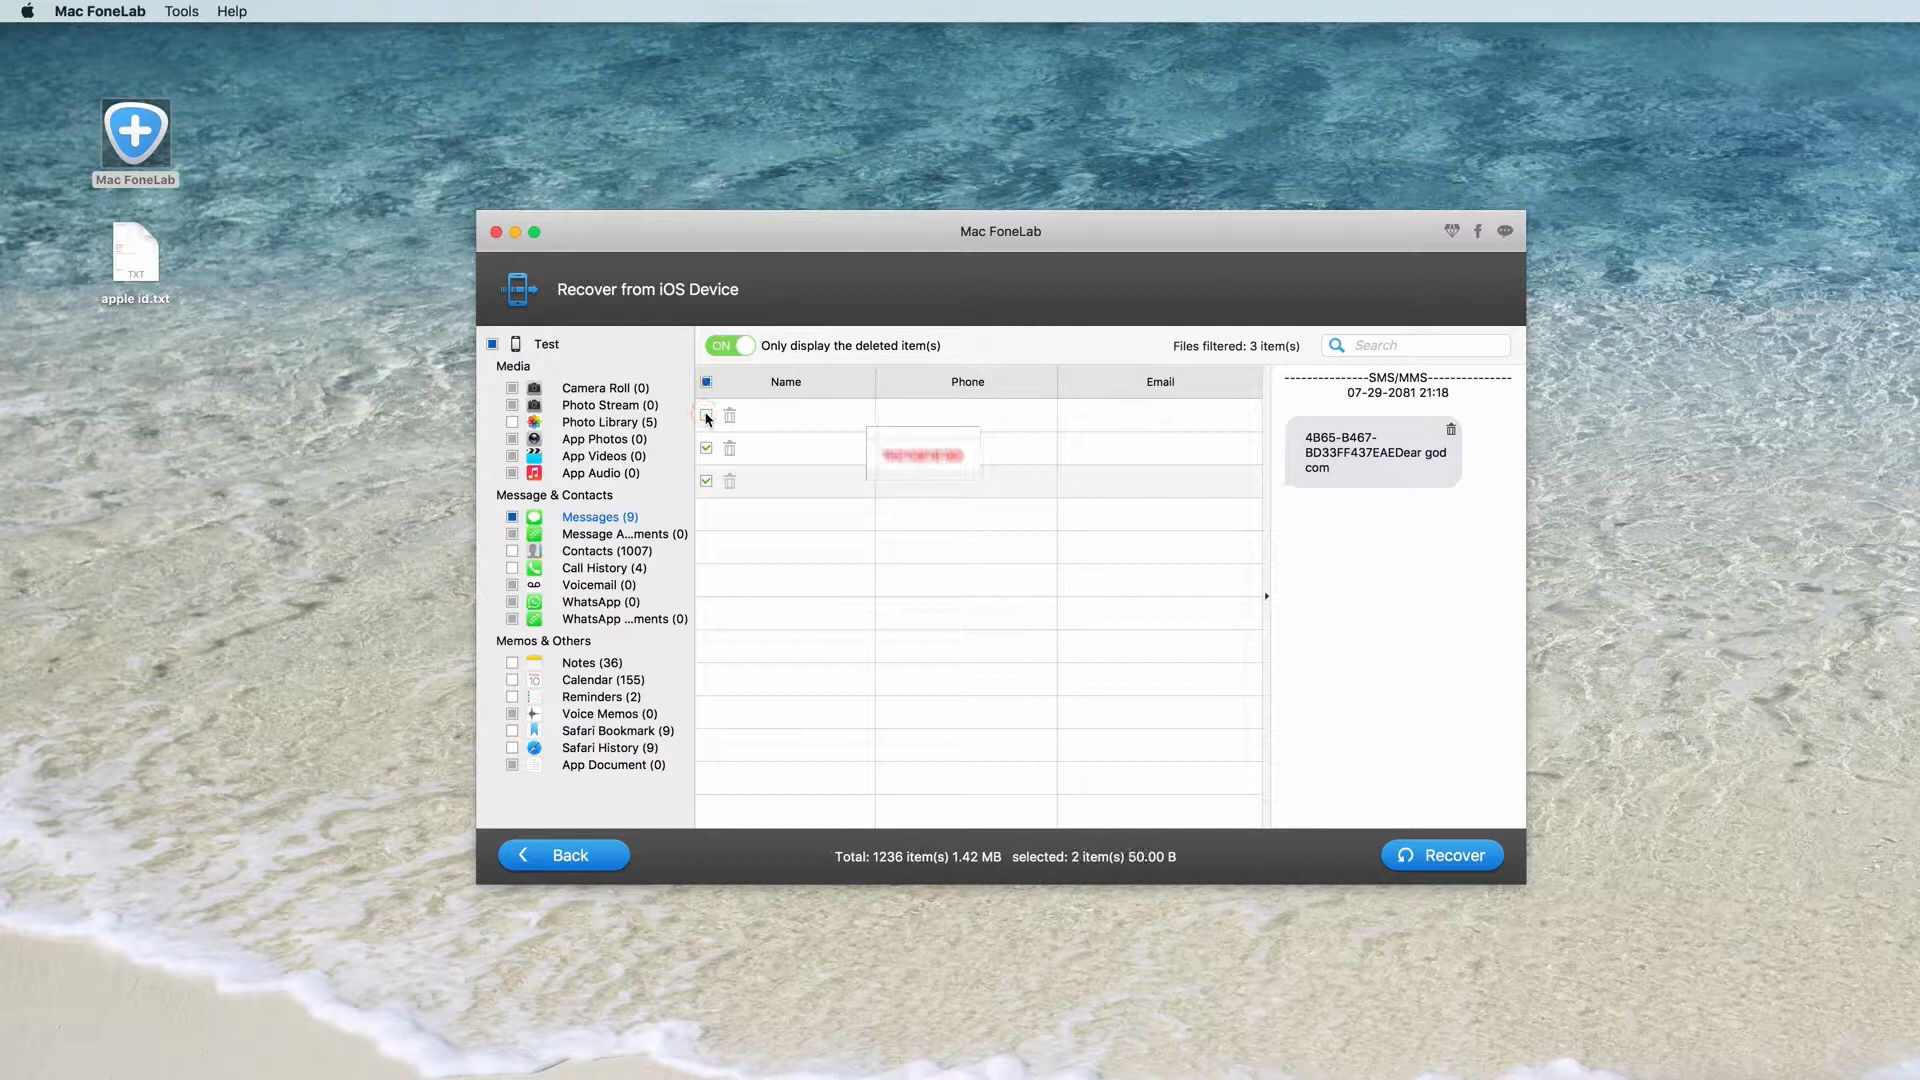 Mac FoneLab Tools Help
Mac FoneLab
TXT
apple id.txt
Mac FoneLab
Recover from iOS Device
Test
Media
Camera Roll (0)
Photo Stream (0)
Photo Library (5)
App Photos (0)
App Videos (0)
App Audio (0)
Message & Contacts
Messages (9)
Message A...ments (0)
Contacts (1007)
Call History (4)
Voicemail (0)
WhatsApp (0)
WhatsApp ...ments (0)
Memos & Others
Notes (36)
10
Calendar (155)
Reminders (2)
Voice Memos (0)
Safari Bookmark (9)
Safari History (9)
App Document (0)
ON Only display the deleted item(s)
Files filtered: 3 item(s)
Search
Name Phone Email
---------------SMS/MMS---------------
07-29-2081 21:18
4B65-B467-
BD33FF437EAEDear god
com
Back
Total: 1236 item(s) 1.42 MB selected: 2 item(s) 50.00 B
Recover